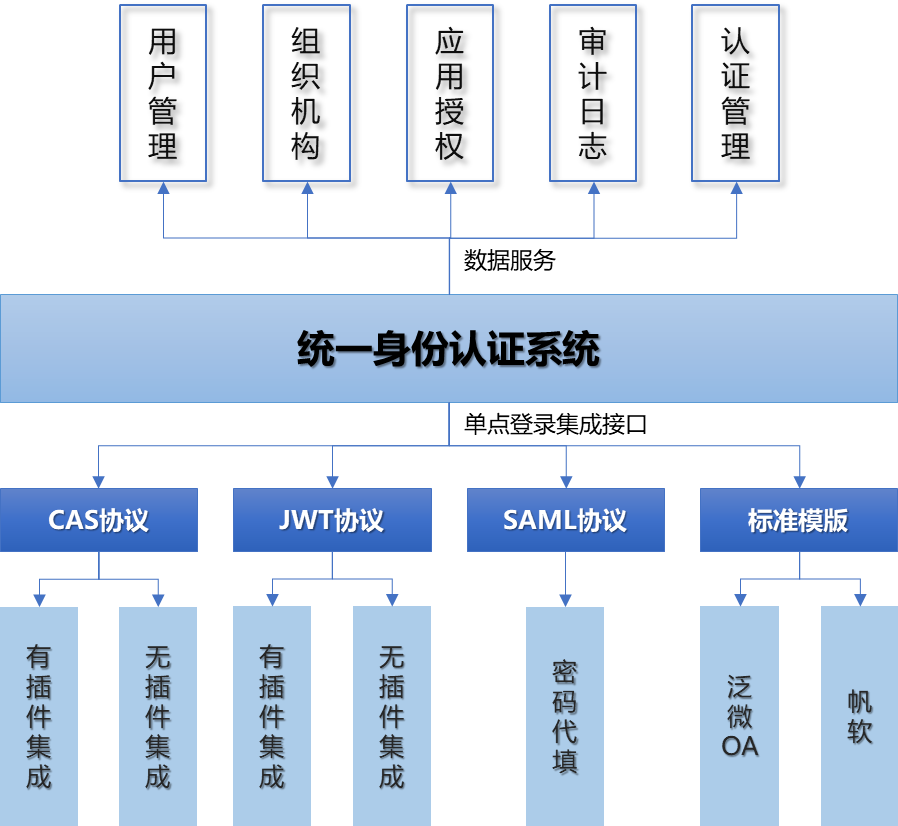 用户管理
组织机构
应用授权
审计日志
认证管理
数据服务
统一身份认证系统
单点登录集成接口
CAS协议
JWT协议
SAML协议
标准模版
有插件集成
无插件集成
有插件集成
无插件集成
密码代填
泛微OA
帆软